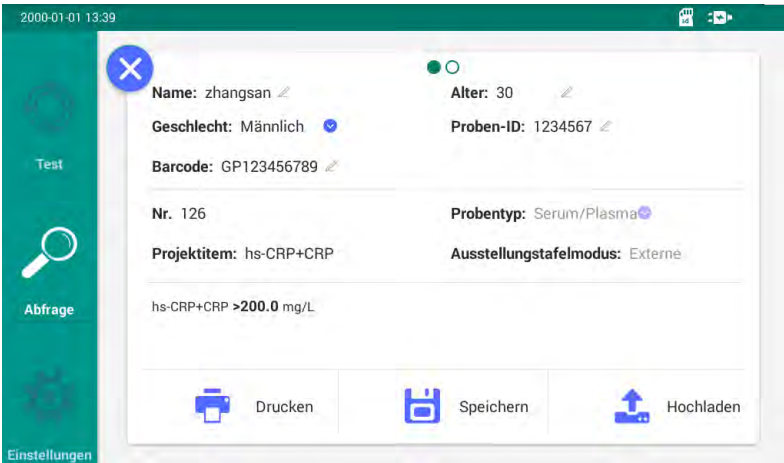 2000-01-01 13:39
Name: zhangsan
Alter: 30
Geschlecht: Männlich
Proben-ID: 1234567
Barcode: GP123456789
Test
Nr. 126
Probentyp: Serum/Plasma
Projektitem: hs-CRP+CRP
Ausstellungstafelmodus: Externe
Abfrage
hs-CRP+CRP >200.0 mg/L
Drucken
Speichern
Hochladen
Einstellungen